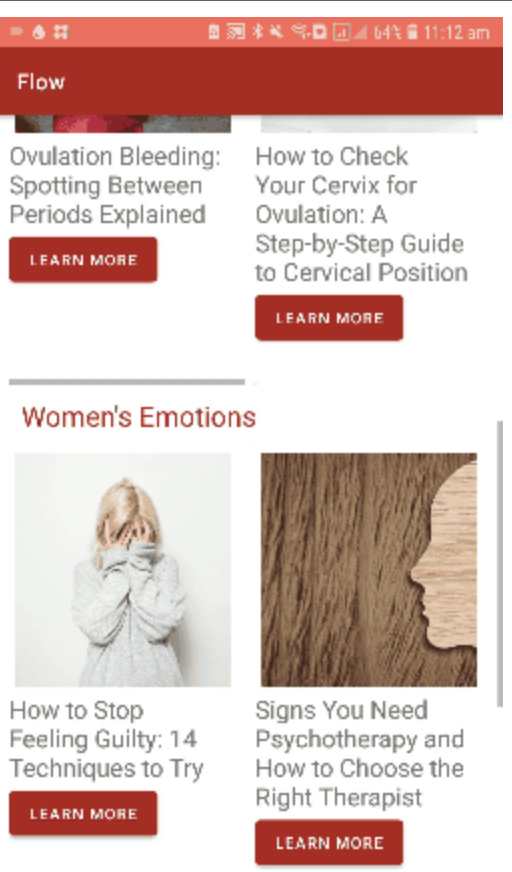 64% 11:12 am
Flow
Ovulation Bleeding:
Spotting Between
Periods Explained
LEARN MORE
How to Check
Your Cervix for
Ovulation: A
Step-by-Step Guide
to Cervical Position
LEARN MORE
Women's Emotions
How to Stop
Feeling Guilty: 14
Techniques to Try
LEARN MORE
Signs You Need
Psychotherapy and
How to Choose the
Right Therapist
LEARN MORE